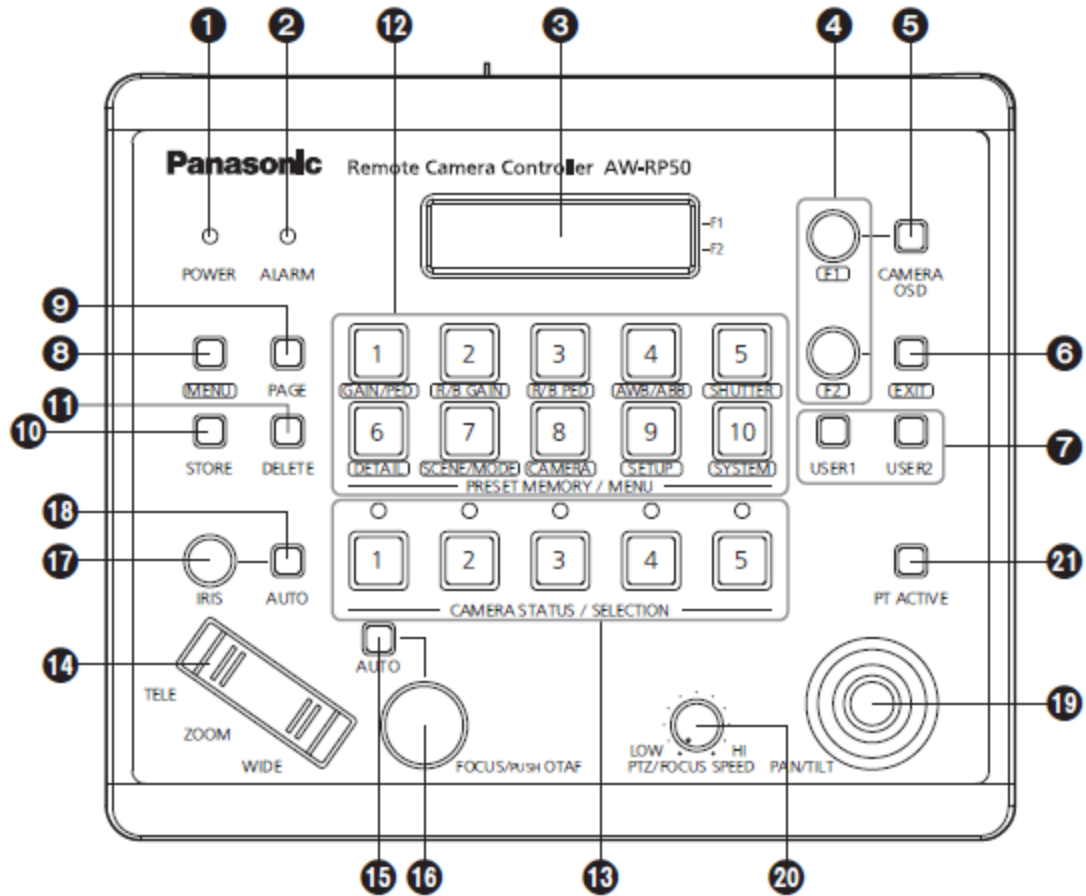 1 2 12 3 4 5
Panasonic Remote Camera Controller AW-RP50
F1
F2
POWER ALARM
F1 CAMERA OSD
9
8 1 2 3 4 5 6
MENU PAGE GAIN/PED R/B GAIN R/B PED AWB/ABB SHUTTER F2 EXIT
11
10 6 7 8 9 10 7
STORE DELETE DETAIL SCENE/MODE CAMERA SETUP SYSTEM USER1 USER2
PRESET MEMORY / MENU
18
17 1 2 3 4 5 21
IRIS AUTO PT ACTIVE
CAMERA STATUS / SELECTION
14 AUTO
TELE 19
ZOOM
LOW HI
WIDE FOCUS/PUSH OTAF PTZ/FOCUS SPEED PAN/TILT
15 16 13 20